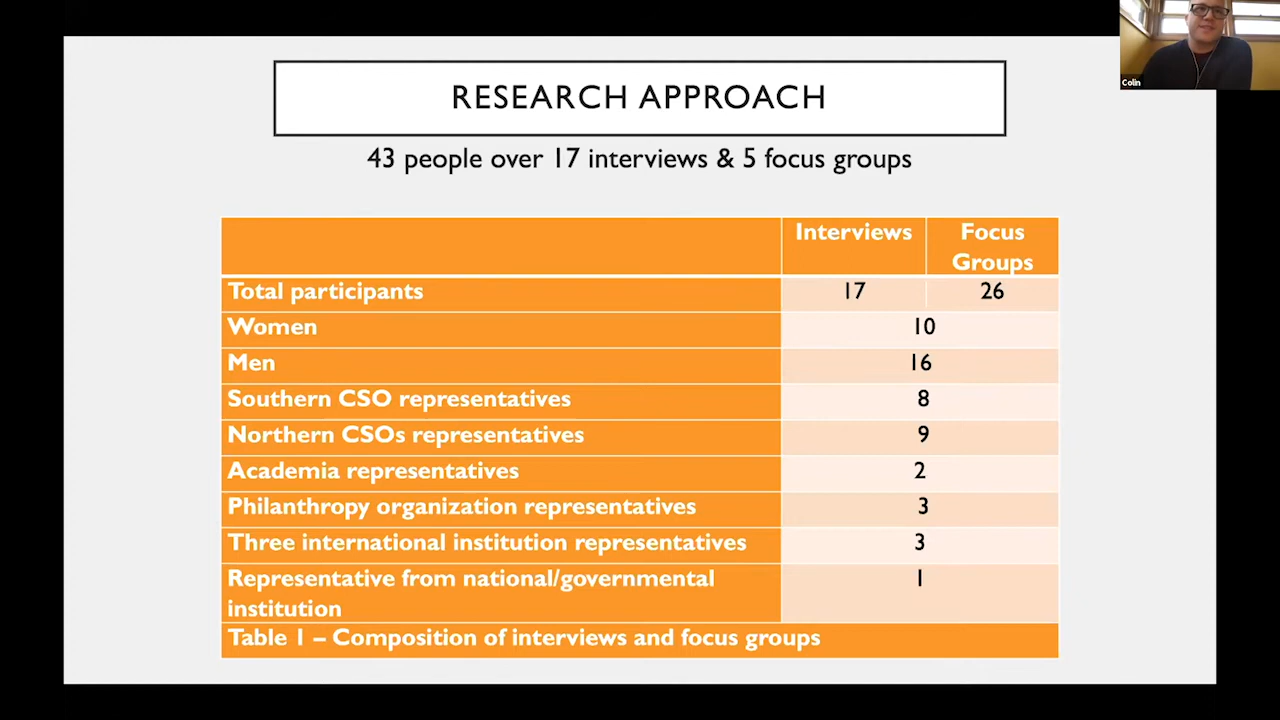 Colin
RESEARCH APPROACH
43 people over 17 interviews & 5 focus groups
Interviews
Focus
Groups
Total participants 17 26
Women 10
Men 16
Southern CSO representatives 8
Northern CSOs representatives 9
Academia representatives 2
Philanthropy organization representatives 3
Three international institution representatives 3
Representative from national/governmental 1
institution
Table 1 – Composition of interviews and focus groups